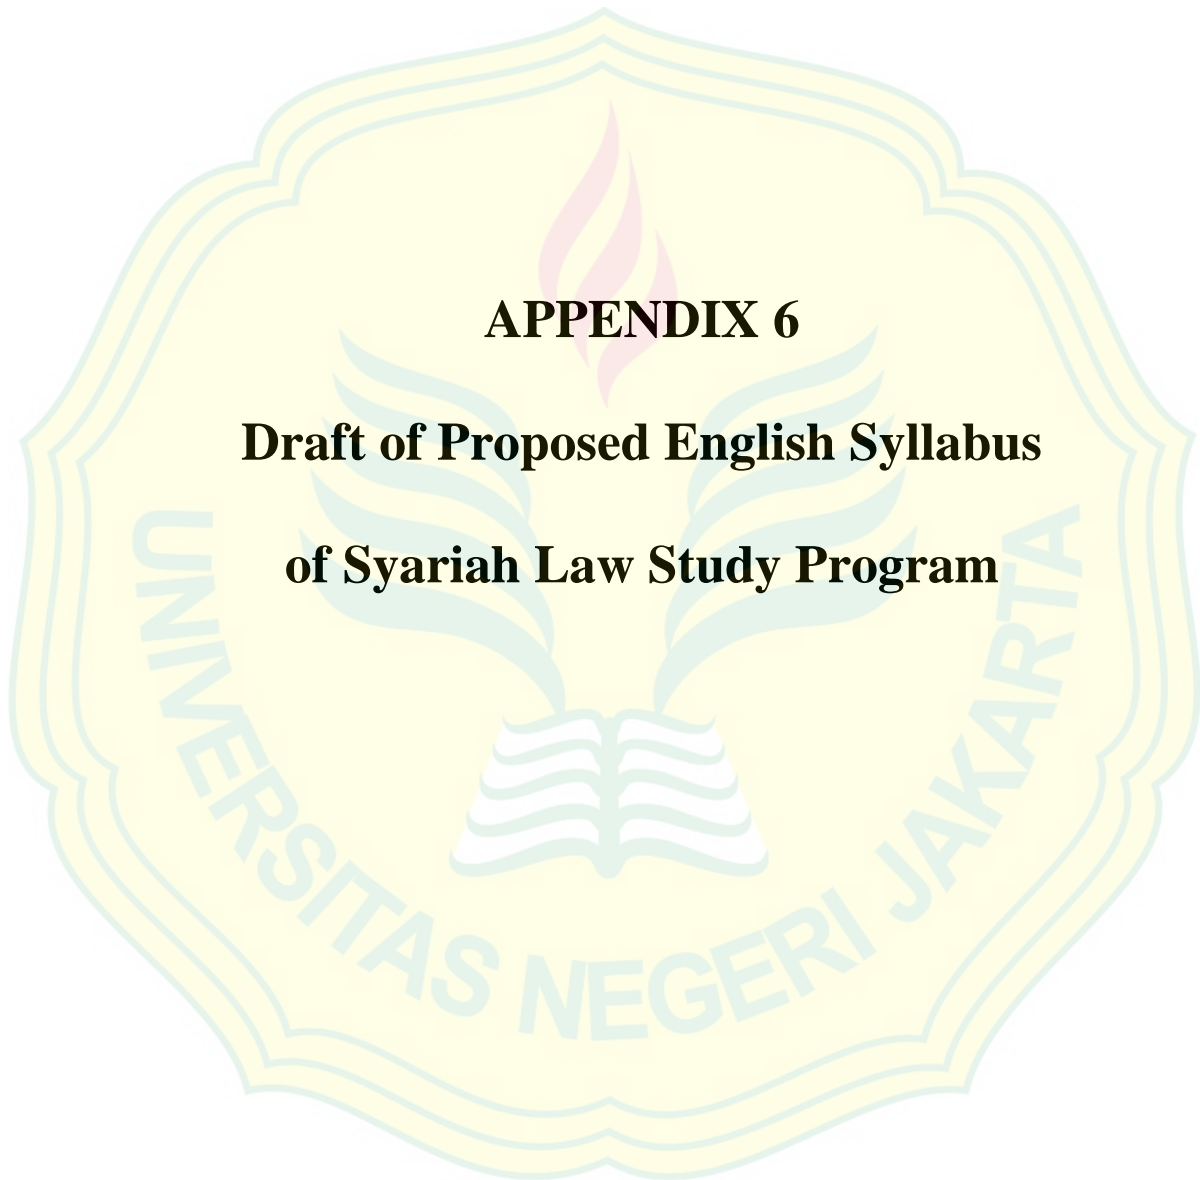 APPENDIX 6
Draft of Proposed English Syllabus
of Syariah Law Study Program
UNIVERSITAS NEGERI JAKARTA